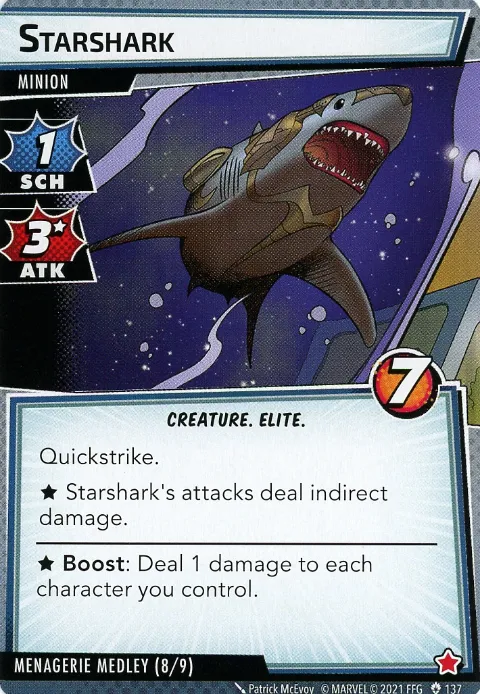 STARSHARK
MINION
1
SCH
3★
ATK
7
CREATURE. ELITE.
Quickstrike.
★ Starshark's attacks deal indirect
damage.
★ Boost: Deal 1 damage to each
character you control.
MENAGERIE MEDLEY (8/9)
Patrick McEvoy © MARVEL © 2021 FFG 137